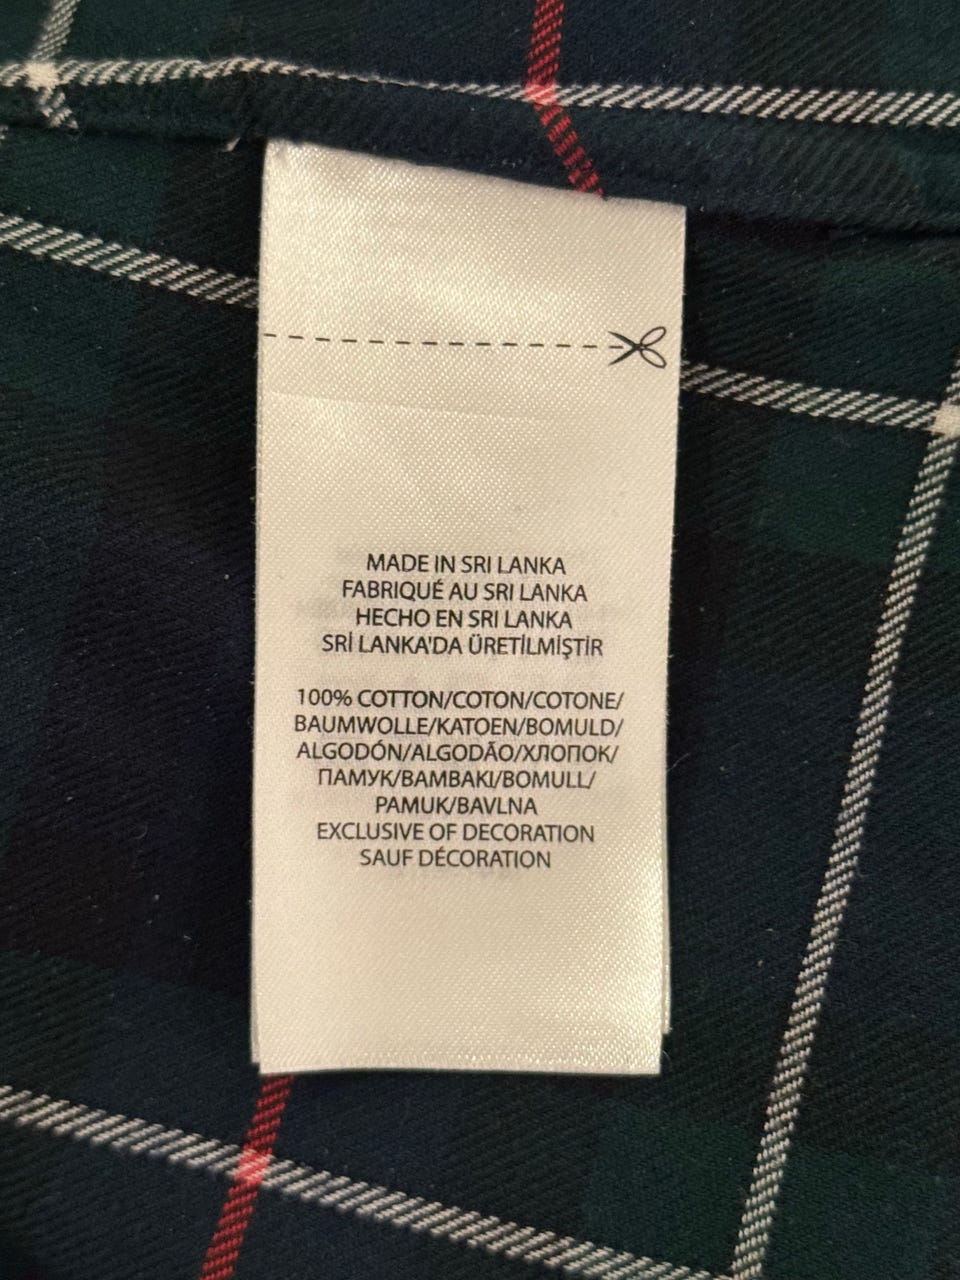 MADE IN SRI LANKA
FABRIQUÉ AU SRI LANKA
HECHO EN SRI LANKA
SRİ LANKA'DA ÜRETİLMİŞTİR
100% COTTON/COTON/COTONE/
BAUMWOLLE/KATOEN/BOMULD/
ALGODÓN/ALGODÃO/ХЛОПОК/
ПАМУК/BAMBAKI/BOMULL/
PAMUK/BAVLNA
EXCLUSIVE OF DECORATION
SAUF DÉCORATION